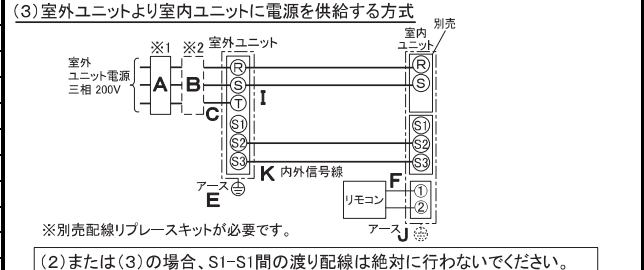 (3)室外ユニットより室内ユニットに電源を供給する方式
※1 ※2 室外ユニット
室内
ユニット
別売
室外
ユニット電源
三相 200V
A B
C
R
S
T
S1
S2
S3
I
R
S
S1
S2
S3
K 内外信号線
アース
E
F
リモコン
①
②
アース
J
※別売配線リプレースキットが必要です。
(2)または(3)の場合、S1-S1間の渡り配線は絶対に行わないでください。